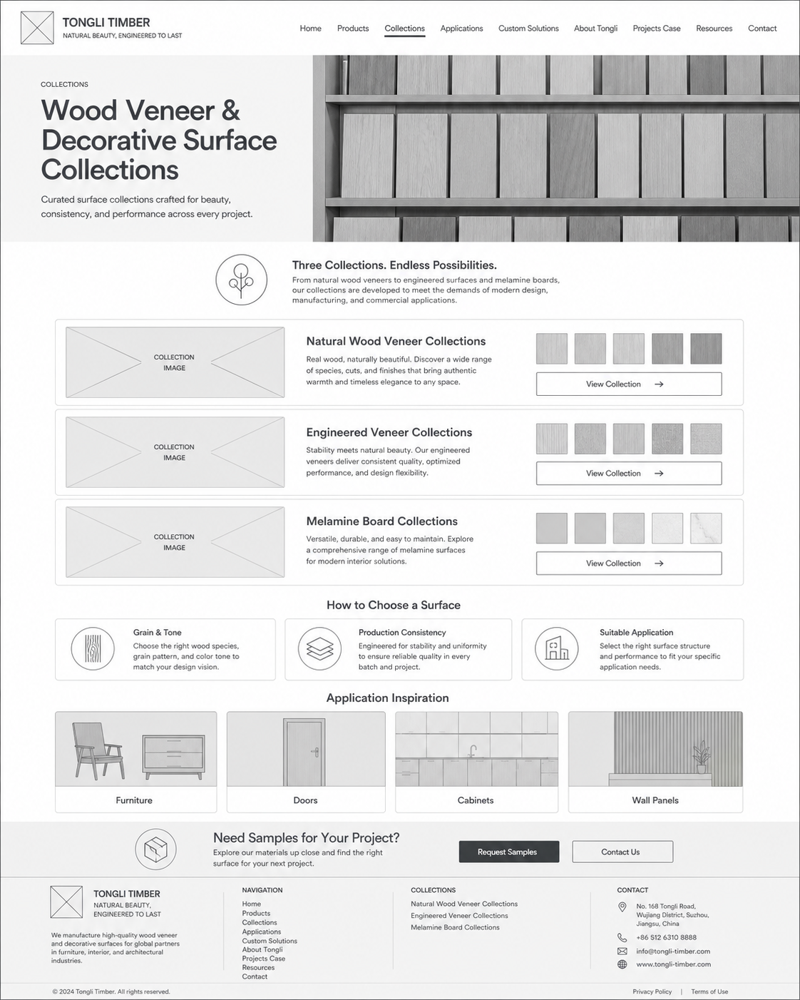 TONGLI TIMBER
NATURAL BEAUTY, ENGINEERED TO LAST
Home
Products
Collections
Applications
Custom Solutions
About Tongli
Projects Case
Resources
Contact
COLLECTIONS
Wood Veneer &
Decorative Surface
Collections
Curated surface collections crafted for beauty,
consistency, and performance across every project.
Three Collections. Endless Possibilities.
From natural wood veneers to engineered surfaces and melamine boards,
our collections are developed to meet the demands of modern design,
manufacturing, and commercial applications.
COLLECTION
IMAGE
Natural Wood Veneer Collections
Real wood, naturally beautiful. Discover a wide range
of species, cuts, and finishes that bring authentic
warmth and timeless elegance to any space.
View Collection
COLLECTION
IMAGE
Engineered Veneer Collections
Stability meets natural beauty. Our engineered
veneers deliver consistent quality, optimized
performance, and design flexibility.
View Collection
COLLECTION
IMAGE
Melamine Board Collections
Versatile, durable, and easy to maintain. Explore
a comprehensive range of melamine surfaces
for modern interior solutions.
View Collection
How to Choose a Surface
Grain & Tone
Choose the right wood species,
grain pattern, and color tone to
match your design vision.
Production Consistency
Engineered for stability and uniformity
to ensure reliable quality in every
batch and project.
Suitable Application
Select the right surface structure
and performance to fit your specific
application needs.
Application Inspiration
Furniture
Doors
Cabinets
Wall Panels
Need Samples for Your Project?
Explore our materials up close and find the right
surface for your next project.
Request Samples
Contact Us
TONGLI TIMBER
NATURAL BEAUTY,
ENGINEERED TO LAST
We manufacture high-quality wood veneer
and decorative surfaces for global partners
in furniture, interior, and architectural
industries.
NAVIGATION
Home
Products
Collections
Applications
Custom Solutions
About Tongli
Projects Case
Resources
Contact
COLLECTIONS
Natural Wood Veneer Collections
Engineered Veneer Collections
Melamine Board Collections
CONTACT
No. 168 Tongli Road,
Wujiang District, Suzhou,
Jiangsu, China
+86 512 6310 8888
info@tongli-timber.com
www.tongli-timber.com
© 2024 Tongli Timber. All rights reserved.
Privacy Policy | Terms of Use